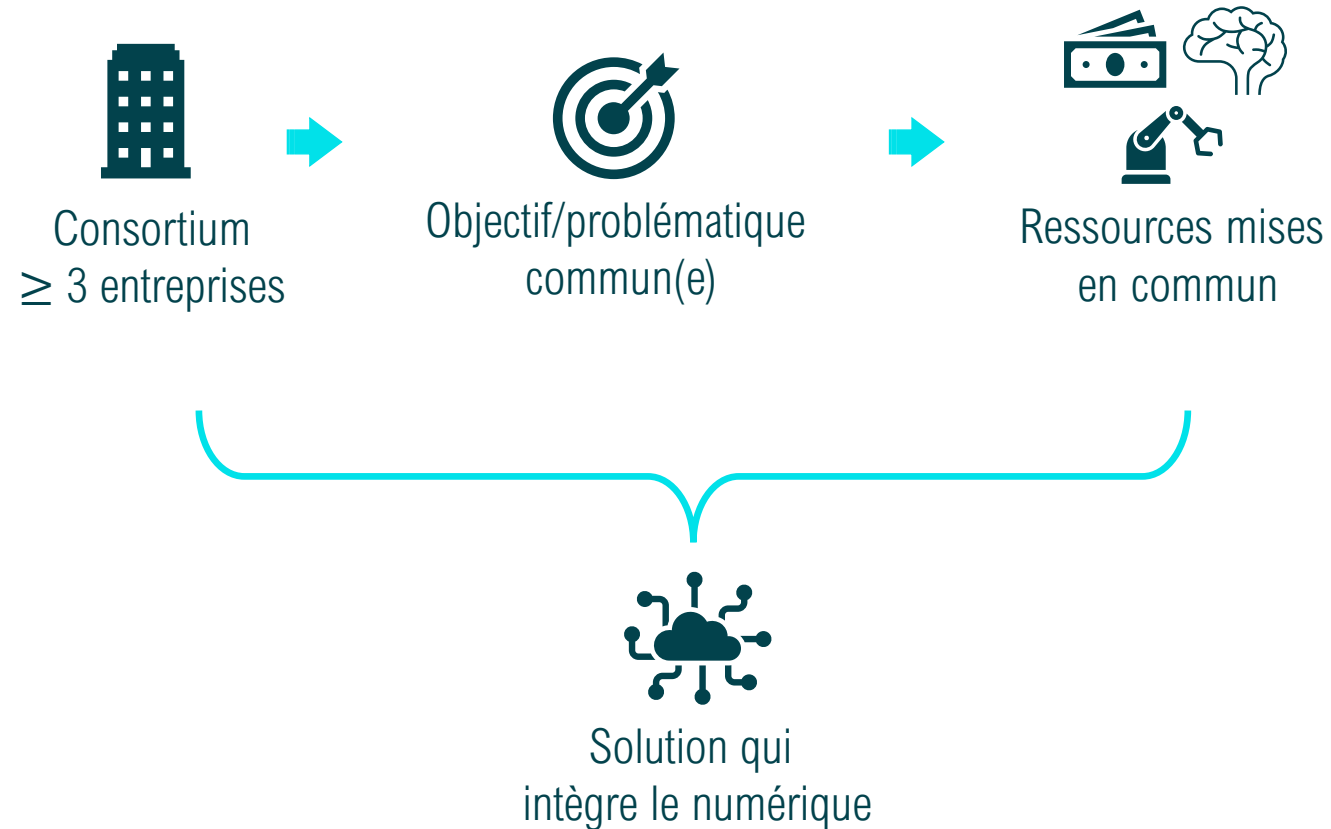 Consortium
≥ 3 entreprises
Objectif/problématique
commun(e)
Ressources mises
en commun
Solution qui
intègre le numérique